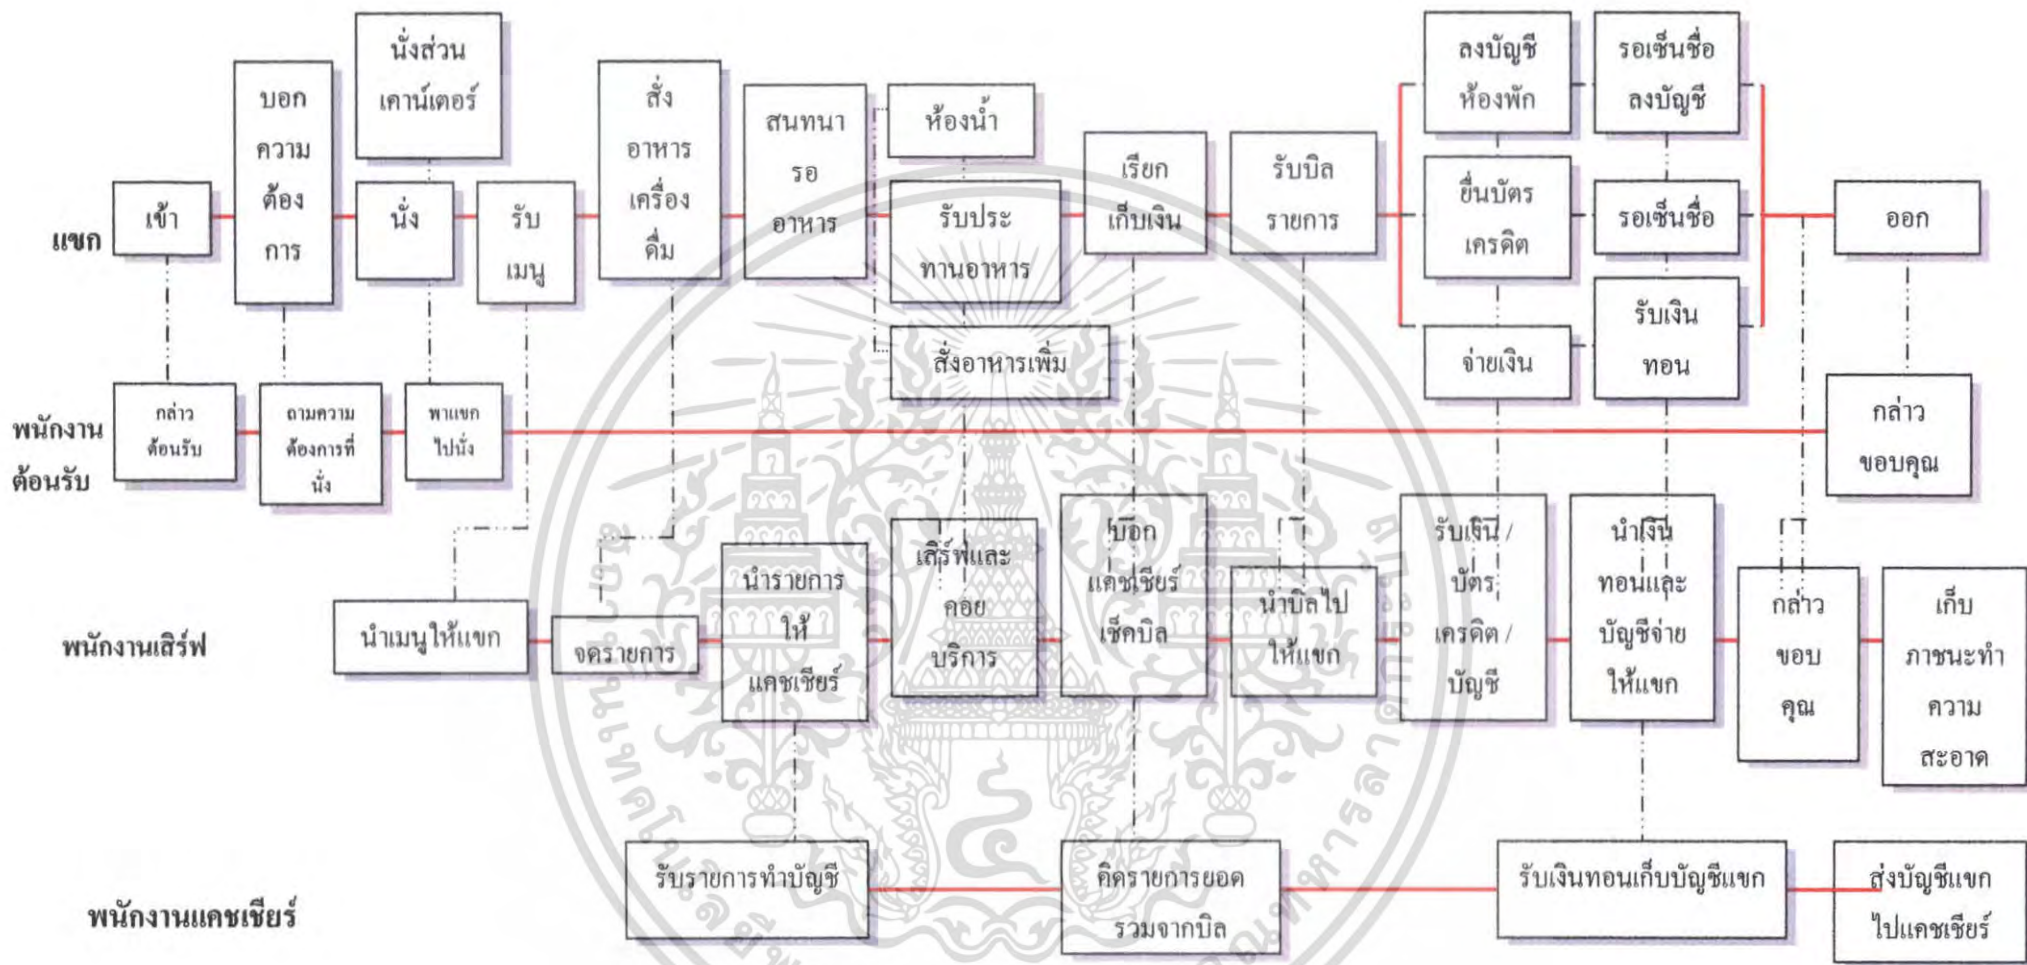 แขก
เข้า
บอก
ความ
ต้อง
การ
นั่งส่วน
เคาน์เตอร์
นั่ง
รับ
เมนู
สั่ง
อาหาร
เครื่อง
ดื่ม
สนทนา
รอ
อาหาร
ห้องน้ำ
รับประ
ทานอาหาร
สั่งอาหารเพิ่ม
เรียก
เก็บเงิน
รับบิล
รายการ
ลงบัญชี
ห้องพัก
ยื่นบัตร
เครดิต
จ่ายเงิน
รอเซ็นชื่อ
ลงบัญชี
รอเซ็นชื่อ
รับเงิน
ทอน
ออก
พนักงาน
ต้อนรับ
กล่าว
ต้อนรับ
ถามความ
ต้องการที่
นั่ง
พาแขก
ไปนั่ง
กล่าว
ขอบคุณ
พนักงานเสิร์ฟ
นำเมนูให้แขก
จดรายการ
นำรายการ
ให้
แคชเชียร์
เสิร์ฟและ
คอย
บริการ
บอก
แคชเชียร์
เช็คบิล
นำบิลไป
ให้แขก
รับเงิน /
บัตร
เครดิต /
บัญชี
นำเงิน
ทอนและ
บัญชีจ่าย
ให้แขก
กล่าว
ขอบ
คุณ
เก็บ
ภาชนะทำ
ความ
สะอาด
พนักงานแคชเชียร์
รับรายการทำบัญชี
คิดรายการยอด
รวมจากบิล
รับเงินทอนเก็บบัญชีแขก
ส่งบัญชีแขก
ไปแคชเชียร์